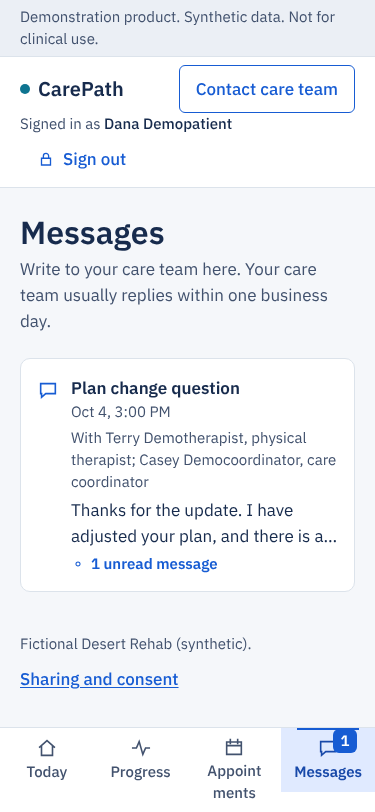 Demonstration product. Synthetic data. Not for
clinical use.
CarePath
Contact care team
Signed in as Dana Demopatient
Sign out
Messages
Write to your care team here. Your care
team usually replies within one business
day.
Plan change question
Oct 4, 3:00 PM
With Terry Demotherapist, physical
therapist; Casey Democoordinator, care
coordinator
Thanks for the update. I have
adjusted your plan, and there is a...
1 unread message
Fictional Desert Rehab (synthetic).
Sharing and consent
Today
Progress
Appoint
ments
1
Messages